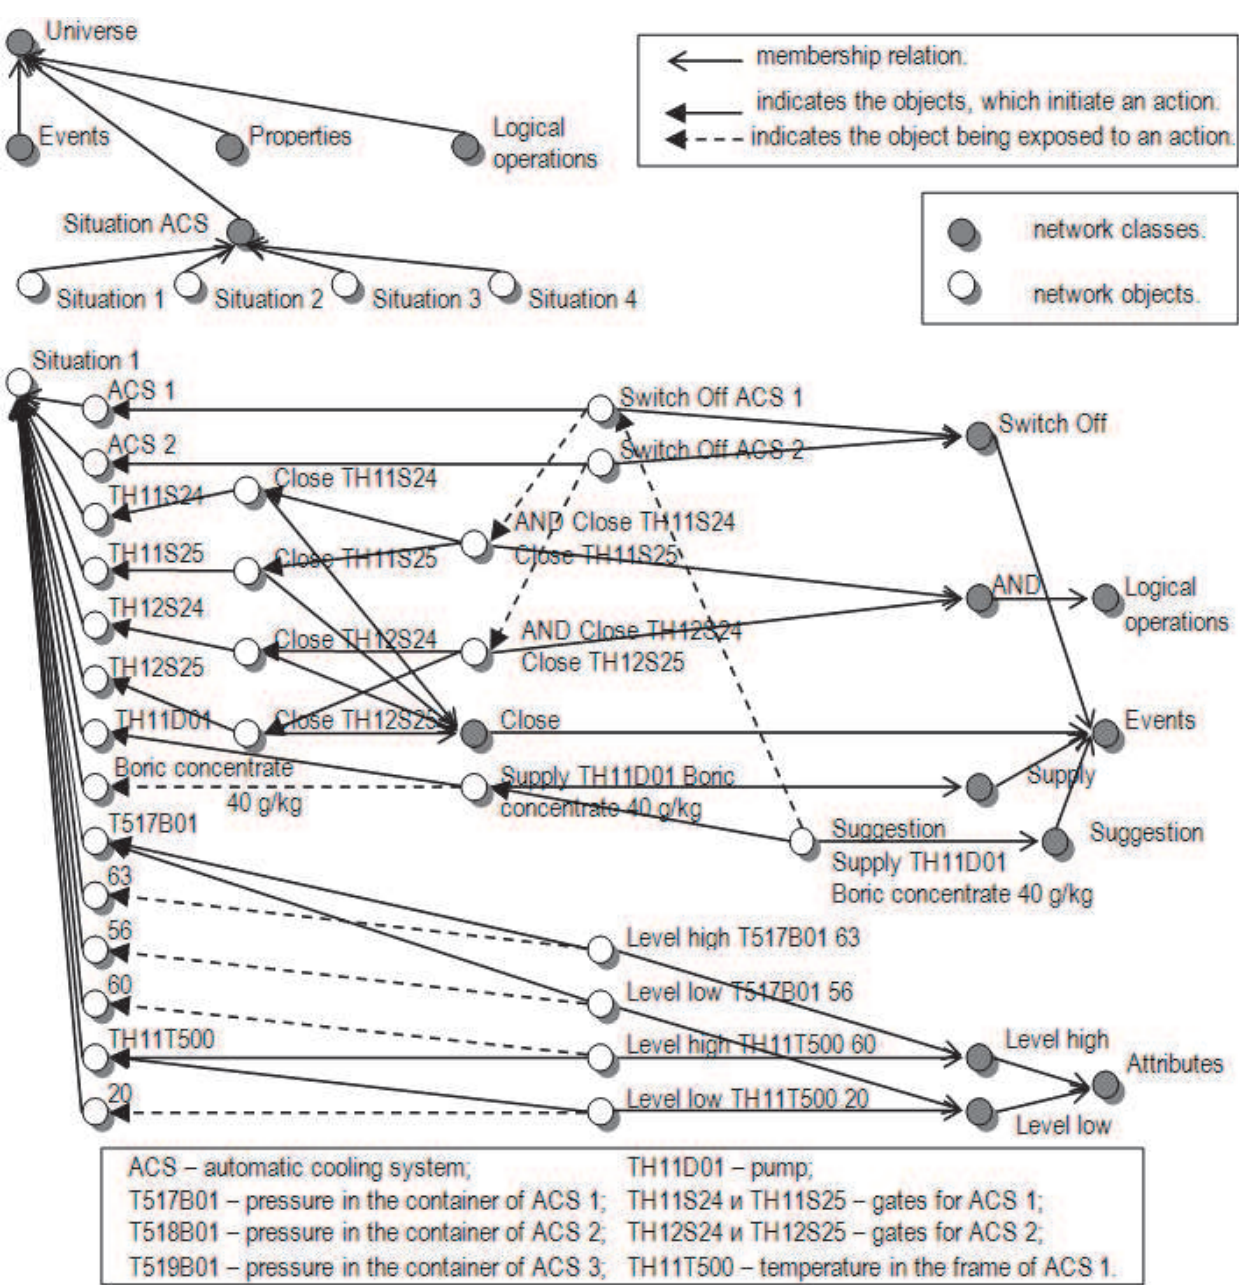 Universe
membership relation.
indicates the objects, which initiate an action.
indicates the object being exposed to an action.
Events
Properties
Logical
operations
Situation ACS
network classes.
network objects.
Situation 1
Situation 2
Situation 3
Situation 4
Situation 1
ACS 1
Switch Off ACS 1
Switch Off
ACS 2
Switch Off ACS 2
TH11S24
Close TH11S24
AND Close TH11S24
Close TH11S25
TH11S25
Close TH11S25
AND
Logical
operations
TH12S24
Close TH12S24
AND Close TH12S24
Close TH12S25
TH12S25
TH11D01
Close TH12S25
Close
Events
Boric concentrate
40 g/kg
Supply TH11D01 Boric
concentrate 40 g/kg
Supply
T517B01
Suggestion
Supply TH11D01
Boric concentrate 40 g/kg
Suggestion
63
Level high T517B01 63
56
Level low T517B01 56
60
Level high TH11T500 60
TH11T500
Level high
Attributes
20
Level low TH11T500 20
Level low
ACS – automatic cooling system;
TH11D01 – pump;
T517B01 – pressure in the container of ACS 1;
TH11S24 и TH11S25 – gates for ACS 1;
T518B01 – pressure in the container of ACS 2;
TH12S24 и TH12S25 – gates for ACS 2;
T519B01 – pressure in the container of ACS 3;
TH11T500 – temperature in the frame of ACS 1.